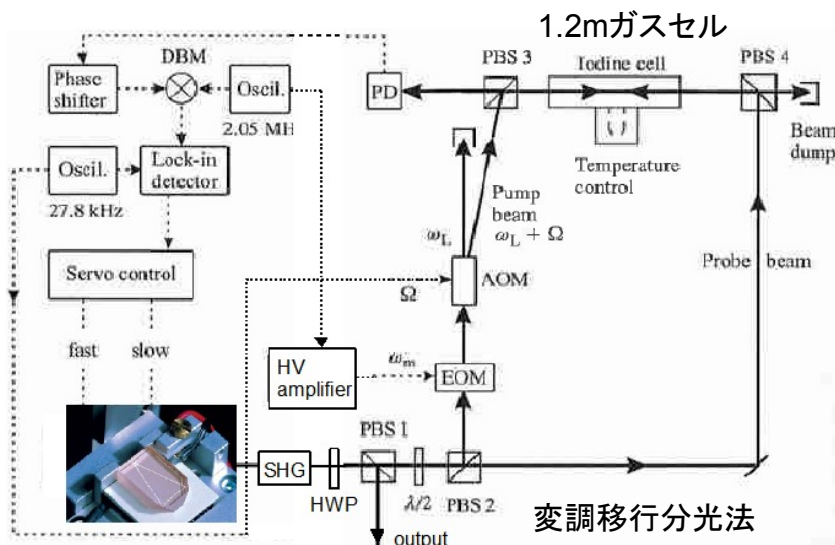 1.2mガスセル
DBM
PBS 3
PBS 4
Iodine cell
Phase
shifter
Oscil.
PD
2.05 MH
Beam
dump
Temperature
control
Oscil.
Lock-in
detector
27.8 kHz
Pump
beam
ωL + Ω
ωL
Servo control
Ω
AOM
Probe beam
fast
slow
HV
amplifier
ωm
EOM
PBS 1
SHG
HWP
λ/2
PBS 2
output
変調移行分光法